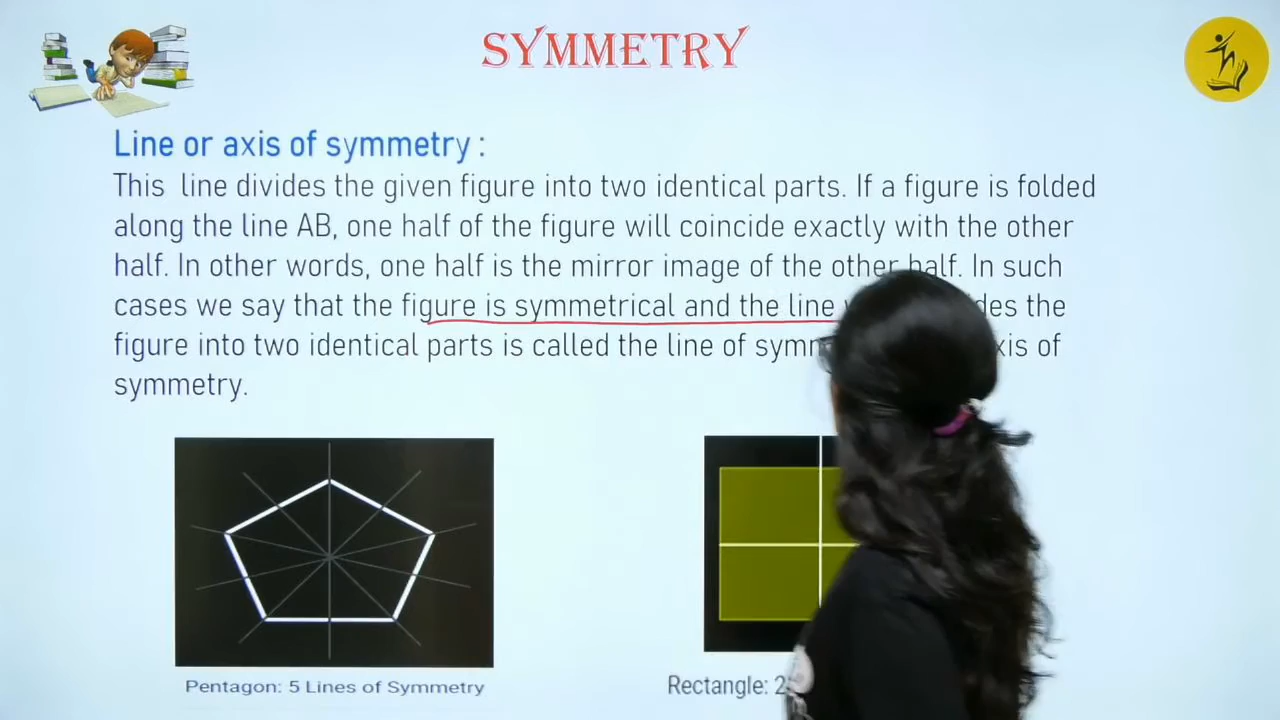 SYMMETRY
Line or axis of symmetry :
This line divides the given figure into two identical parts. If a figure is folded
along the line AB, one half of the figure will coincide exactly with the other
half. In other words, one half is the mirror image of the other half. In such
cases we say that the figure is symmetrical and the line the
figure into two identical parts is called the line of of
symmetry.
Pentagon: 5 Lines of Symmetry
Rectangle: 2